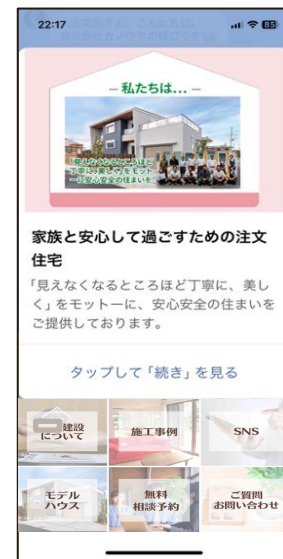 22:17
85
– 私たちは... –
「見えなくなるところほど
丁寧に、美しく」をモット
ーに安心安全の住まいを
家族と安心して過ごすための注文
住宅
「見えなくなるところほど丁寧に、美し
く」をモットーに、安心安全の住まいを
ご提供しております。
タップして「続き」を見る
建設
について
施工事例
SNS
モデル
ハウス
無料
相談予約
ご質問
お問い合わせ